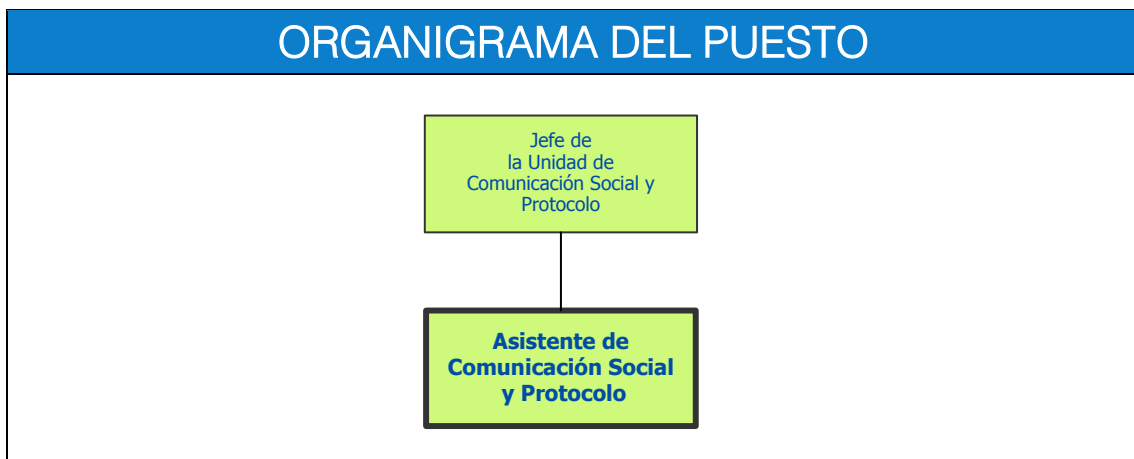 ORGANIGRAMA DEL PUESTO
Jefe de
la Unidad de
Comunicación Social y
Protocolo
Asistente de
Comunicación Social
y Protocolo